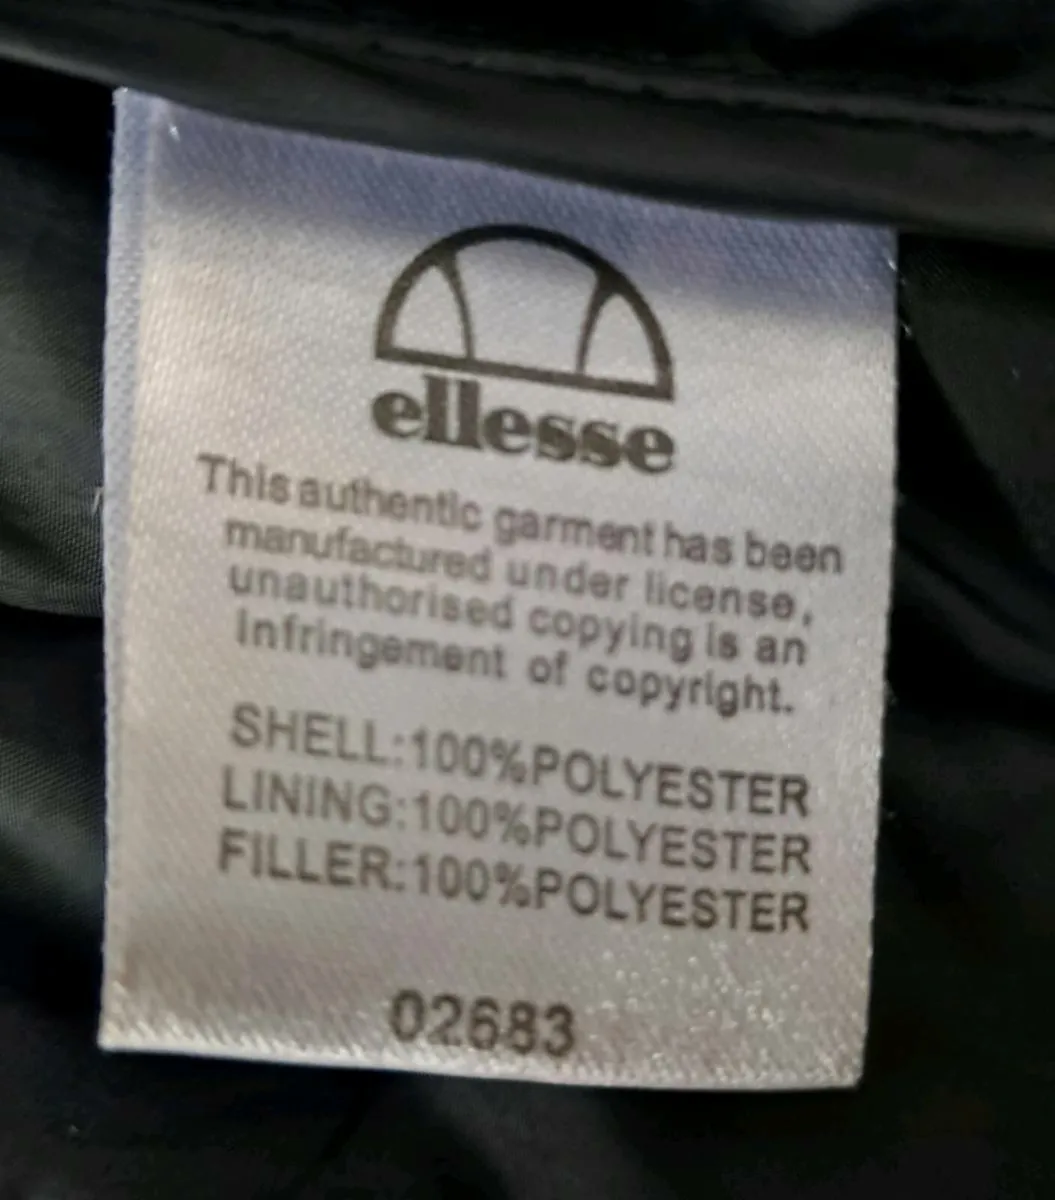 ellesse
This authentic garment has been
manufactured under license,
unauthorised copying is an
Infringement of copyright.
SHELL:100%POLYESTER
LINING:100%POLYESTER
FILLER:100%POLYESTER
02683